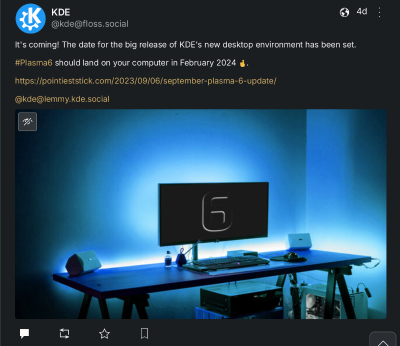 KDE
@kde@floss.social
4d
It's coming! The date for the big release of KDE's new desktop environment has been set.
#Plasma6 should land on your computer in February 2024 🤞.
https://pointieststick.com/2023/09/06/september-plasma-6-update/
@kde@lemmy.kde.social
6